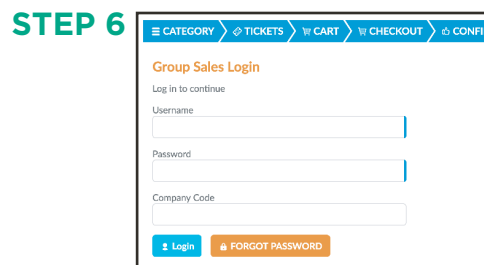 STEP 6
CATEGORY TICKETS CART CHECKOUT CONFI
Group Sales Login
Log in to continue
Username
Password
Company Code
Login FORGOT PASSWORD